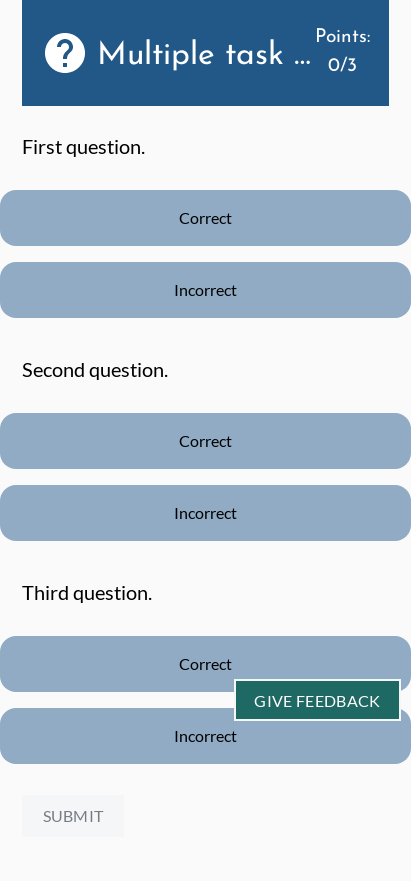 Multiple task ...
Points:
0/3
First question.
Correct
Incorrect
Second question.
Correct
Incorrect
Third question.
Correct
GIVE FEEDBACK
Incorrect
SUBMIT